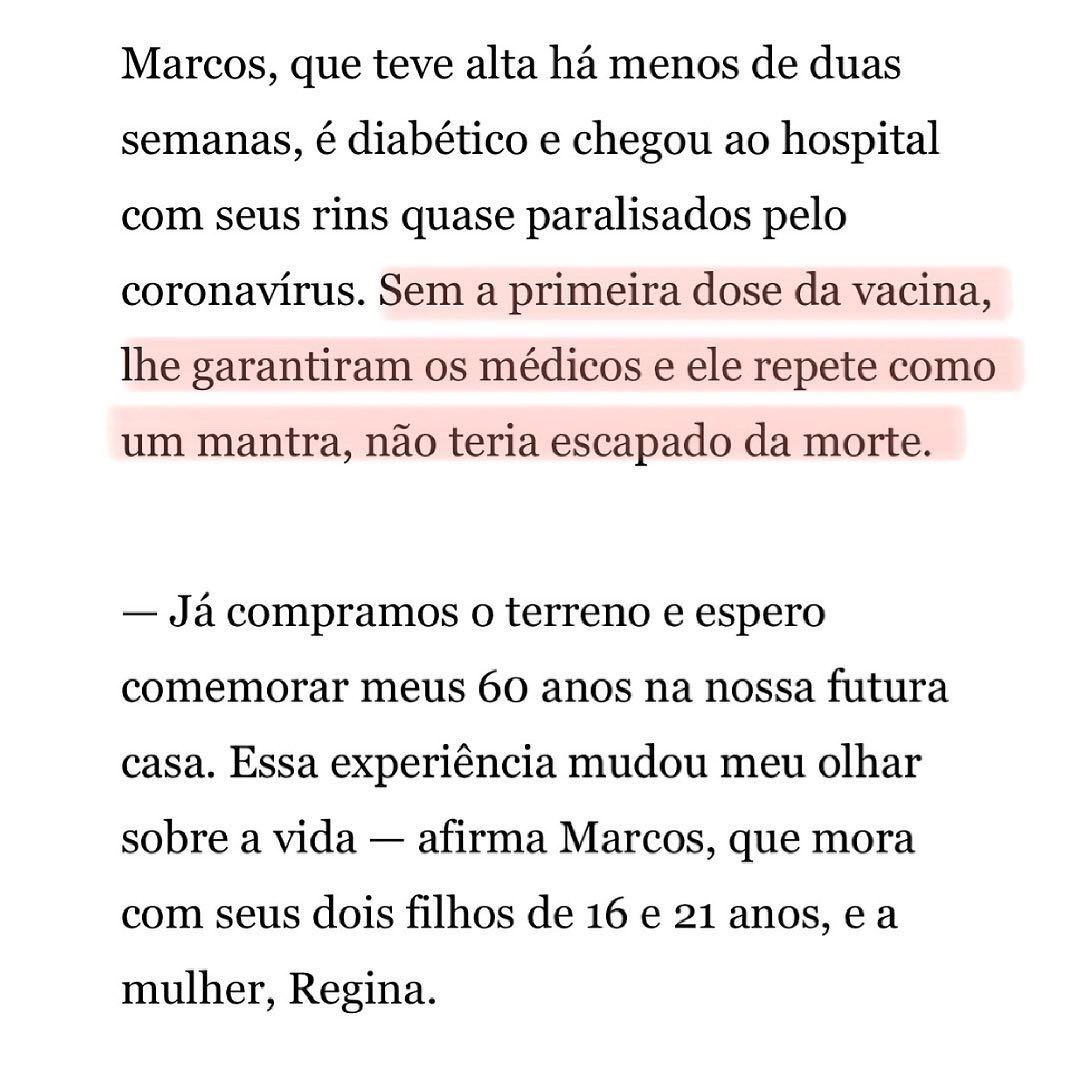 Marcos, que teve alta há menos de duas
semanas, é diabético e chegou ao hospital
com seus rins quase paralisados pelo
coronavírus. Sem a primeira dose da vacina,
lhe garantiram os médicos e ele repete como
um mantra, não teria escapado da morte.
— Já compramos o terreno e espero
comemorar meus 60 anos na nossa futura
casa. Essa experiência mudou meu olhar
sobre a vida — afirma Marcos, que mora
com seus dois filhos de 16 e 21 anos, e a
mulher, Regina.